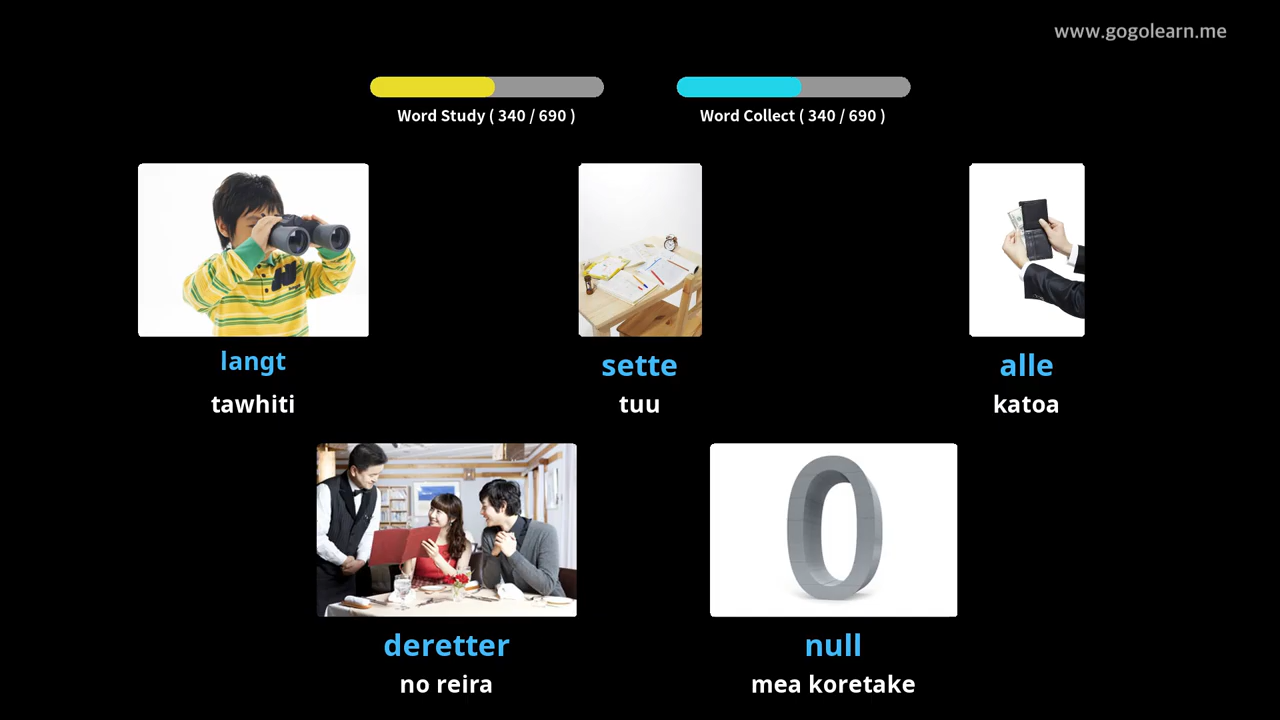 www.gogolearn.me
Word Study ( 340 / 690 )
Word Collect ( 340 / 690 )
langt
tawhiti
sette
tuu
alle
katoa
deretter
no reira
null
mea koretake
0